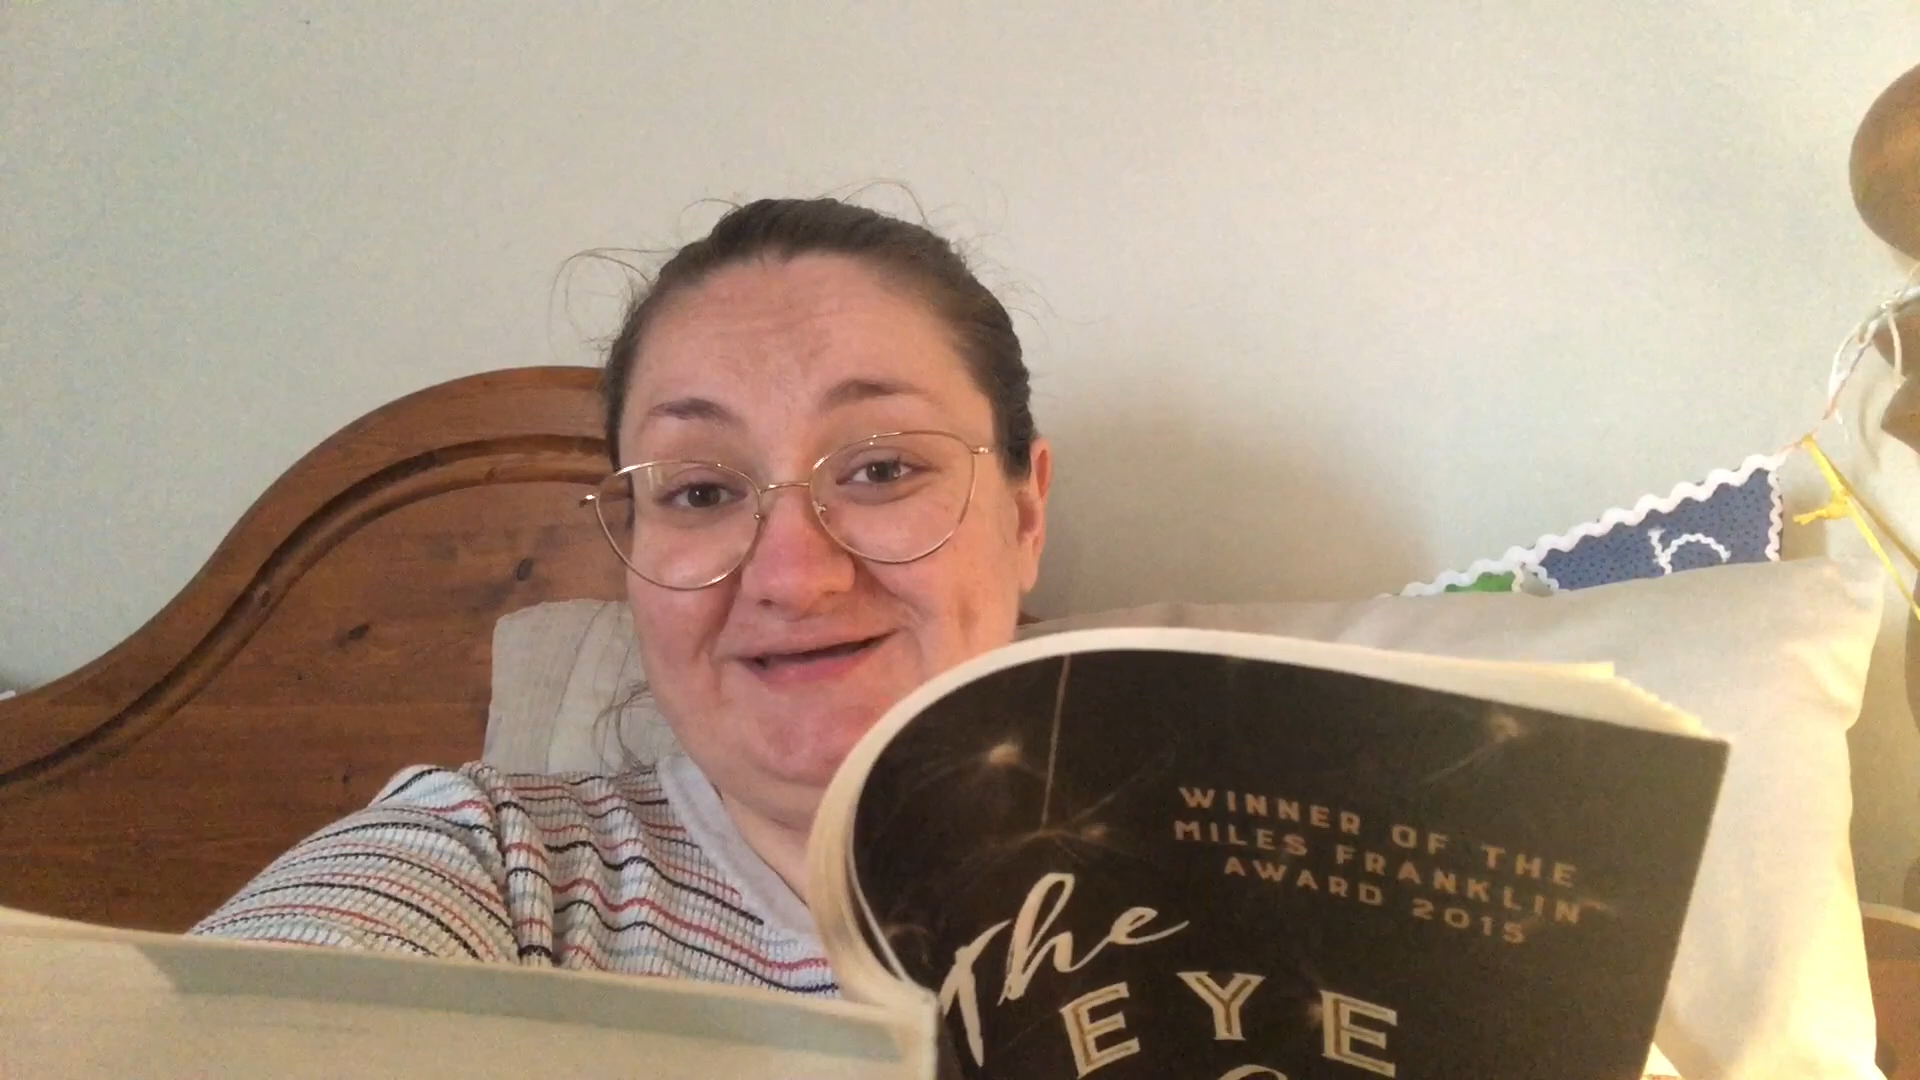 WINNER OF THE
MILES FRANKLIN
AWARD 2015
The
EYE